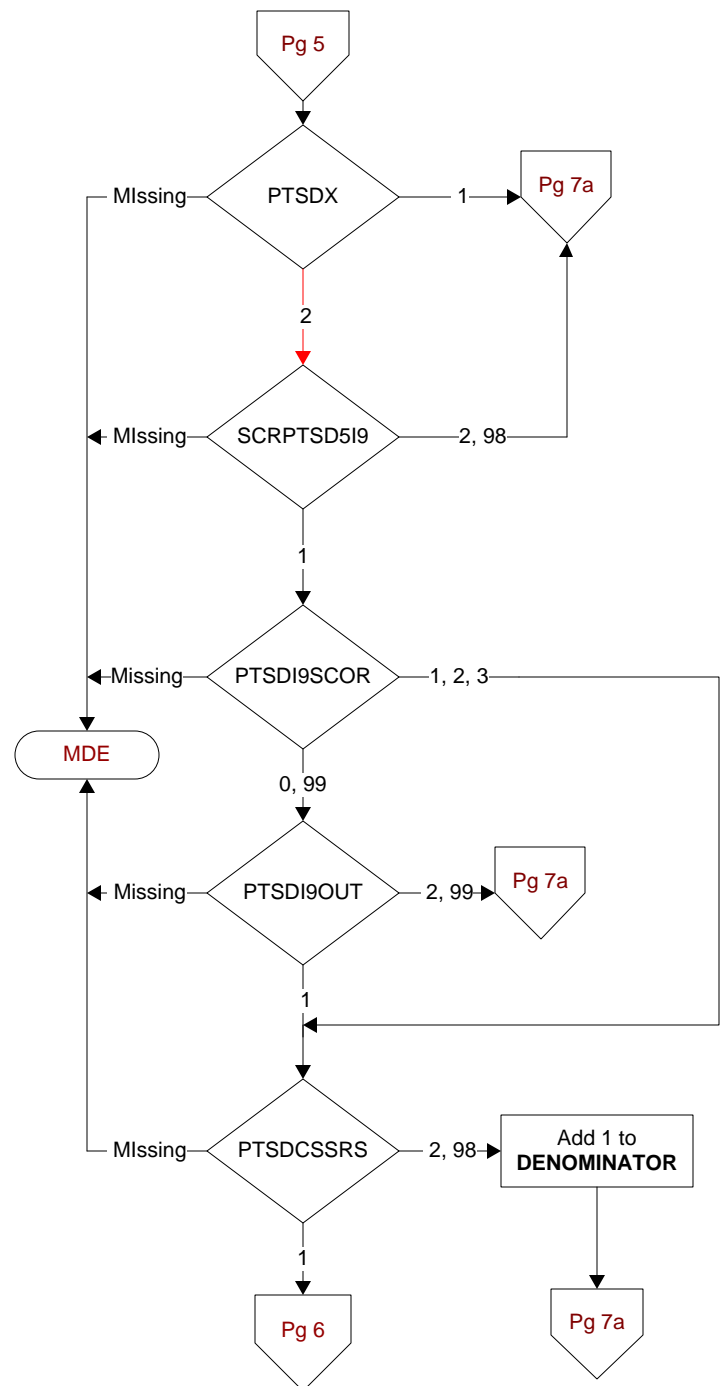 Pg 5
MIssing
PTSDX
1
Pg 7a
2
MIssing
SCRPTSD5I9
2, 98
1
Missing
PTSDI9SCOR
1, 2, 3
MDE
0, 99
Missing
PTSDI9OUT
2, 99
Pg 7a
1
MIssing
PTSDCSSRS
2, 98
Add 1 to
DENOMINATOR
1
Pg 6
Pg 7a